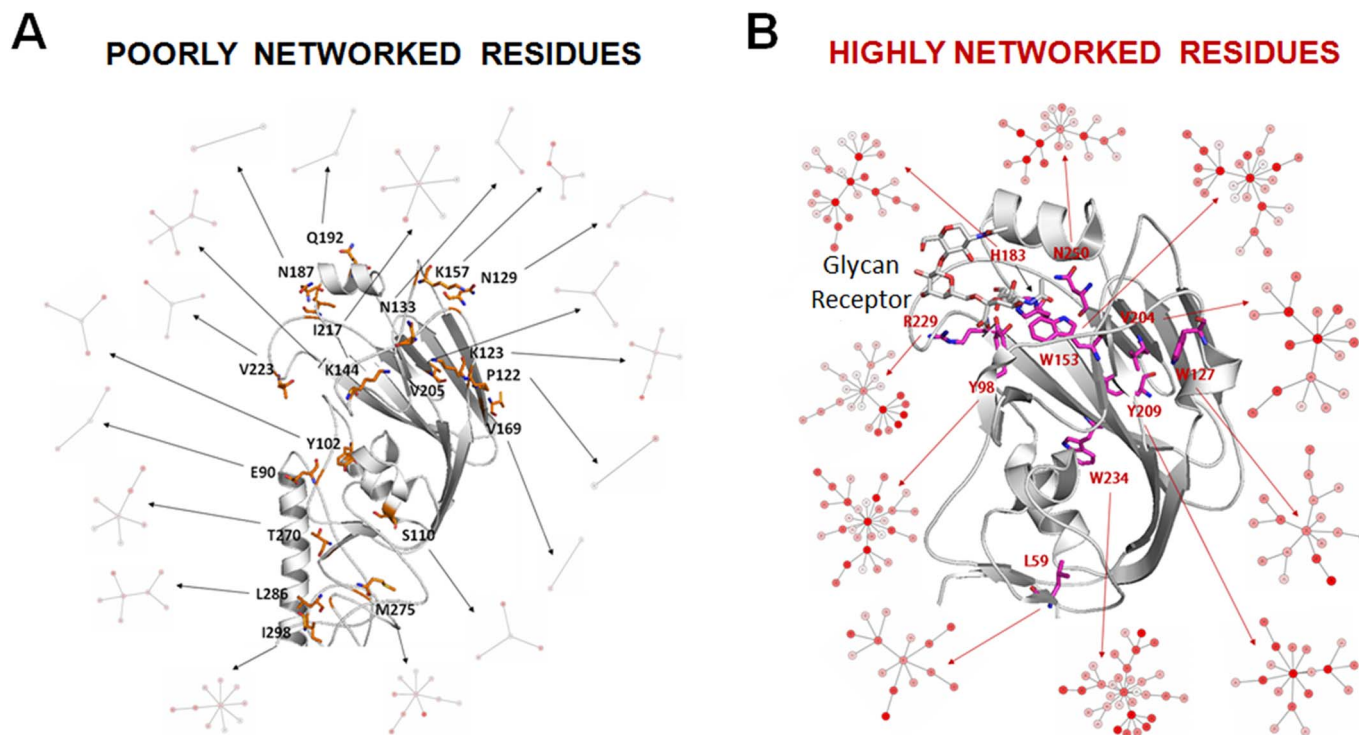 A
POORLY NETWORKED RESIDUES
Q192
N187
K157
N129
N133
I217
K123
V223
K144
V205
P122
V169
Y102
E90
T270
S110
L286
M275
I298
B
HIGHLY NETWORKED RESIDUES
H183
N250
Glycan
Receptor
R229
V204
W153
W127
Y98
Y209
W234
L59